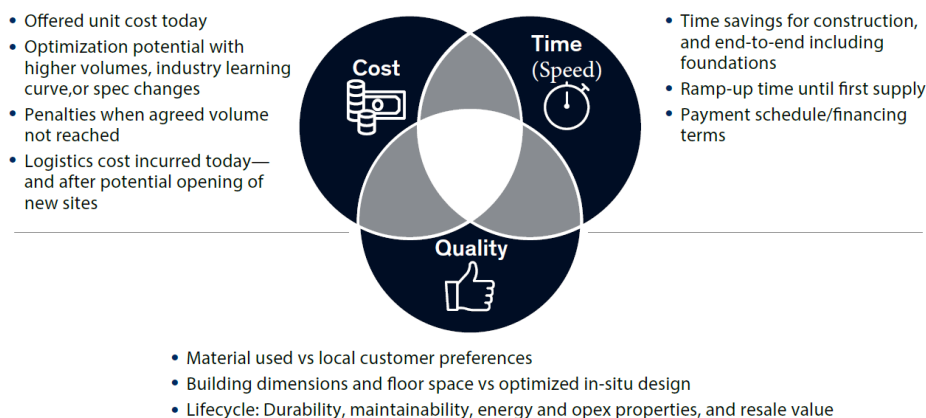 • Offered unit cost today
• Optimization potential with
higher volumes, industry learning
curve,or spec changes
• Penalties when agreed volume
not reached
• Logistics cost incurred today—
and after potential opening of
new sites
Cost
Time
(Speed)
• Time savings for construction,
and end-to-end including
foundations
• Ramp-up time until first supply
• Payment schedule/financing
terms
Quality
• Material used vs local customer preferences
• Building dimensions and floor space vs optimized in-situ design
• Lifecycle: Durability, maintainability, energy and opex properties, and resale value